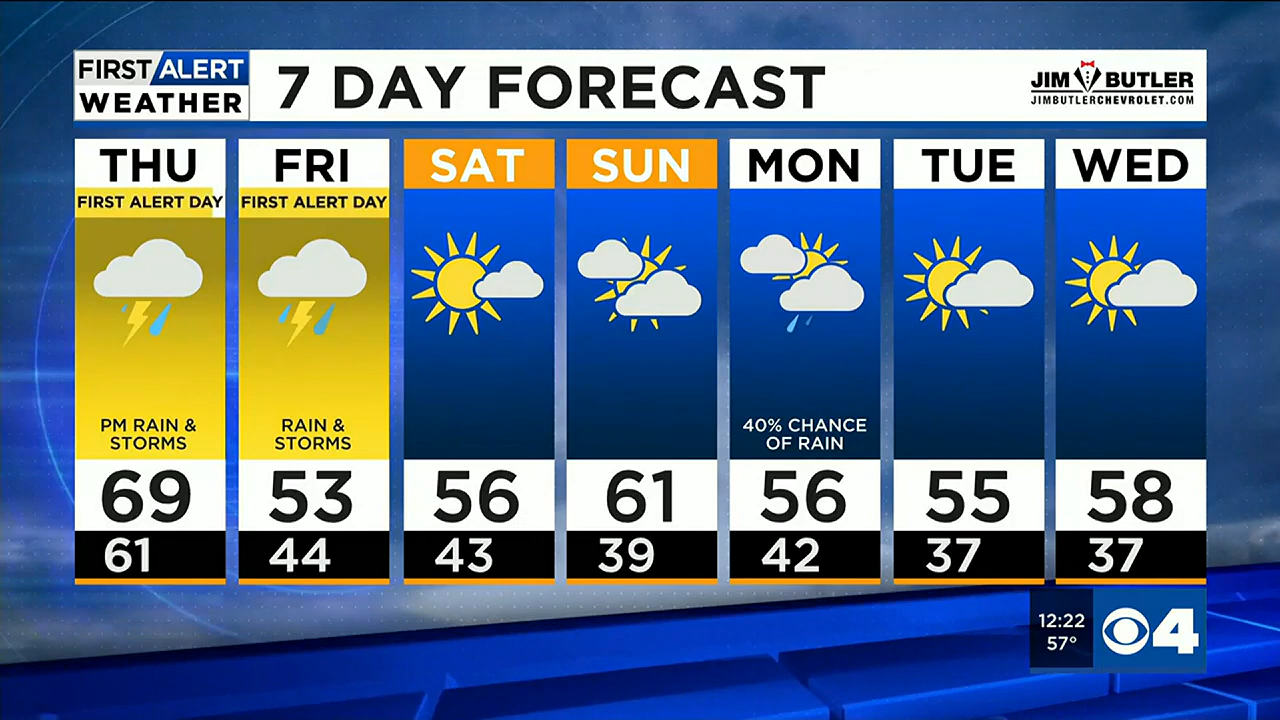 FIRST ALERT
WEATHER
7 DAY FORECAST
JIM BUTLER
JIMBUTLERCHEVROLET.COM
THU FRI SAT SUN MON TUE WED
FIRST ALERT DAY FIRST ALERT DAY
PM RAIN &
STORMS
RAIN &
STORMS
40% CHANCE
OF RAIN
69 53 56 61 56 55 58
61 44 43 39 42 37 37
12:22
57°
4